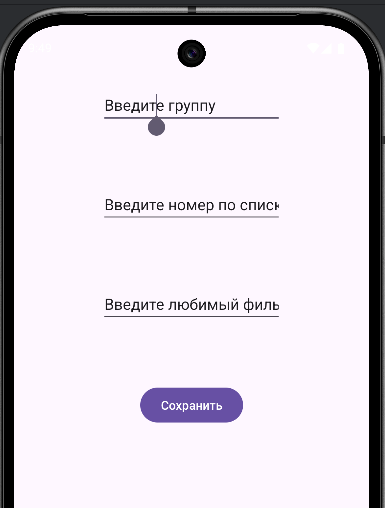 Введите группу
Введите номер по списк
Введите любимый филь
Сохранить